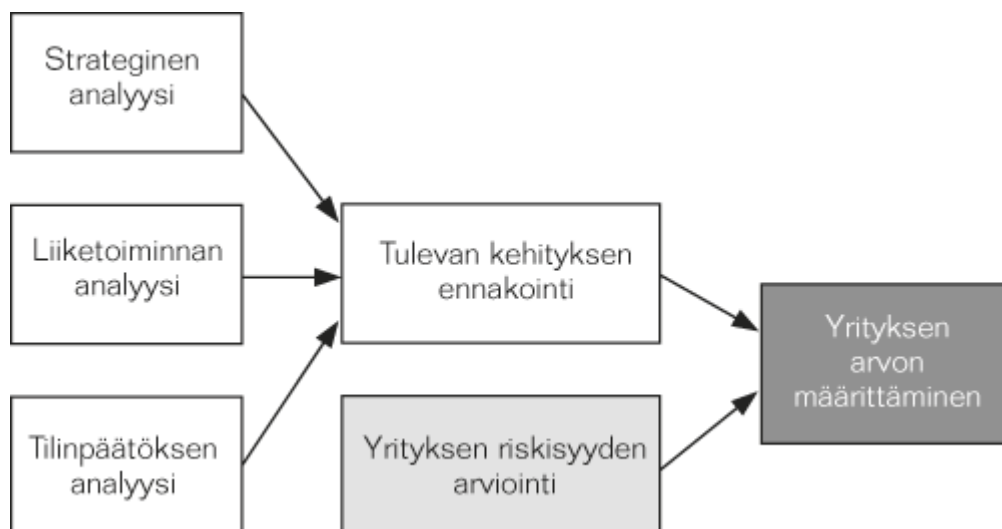 Strateginen
analyysi
Liiketoiminnan
analyysi
Tilinpäätöksen
analyysi
Tulevan kehityksen
ennakointi
Yrityksen riskisyyden
arviointi
Yrityksen
arvon
määrittäminen